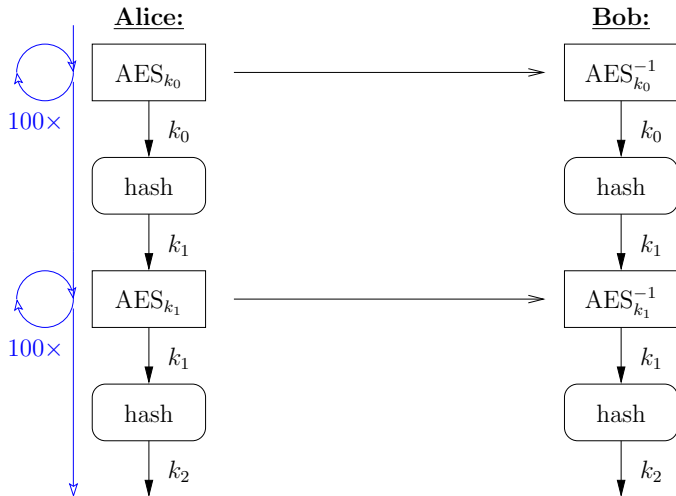 Alice: Bob:
AES_{k_0} AES_{k_0}^{-1}
100×
k_0 k_0
hash hash
k_1 k_1
AES_{k_1} AES_{k_1}^{-1}
100×
k_1 k_1
hash hash
k_2 k_2